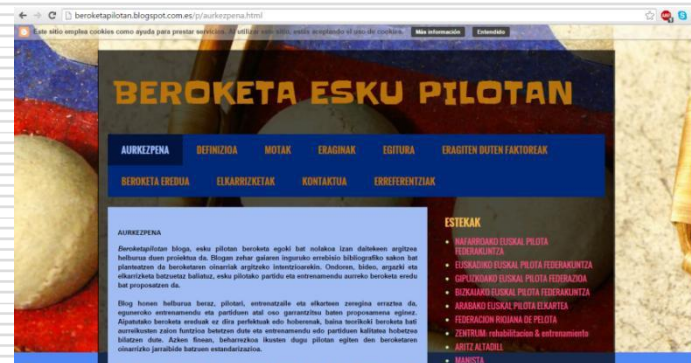 beroketapilotan.blogspot.com.es/p/aurkezpena.html
Este sitio emplea cookies como ayuda para prestar servicios. Al utilizar este sitio, estás aceptando el uso de cookies. Más información Entendido
BEROKETA ESKU PILOTAN
AURKEZPENA DEFINIZIOA MOTAK ERAGINAK EGITURA ERAGITEN DUTEN FAKTOREAK
BEROKETA EREDUA ELKARRIZKETAK KONTAKTUA ERREFERENTZIAK
AURKEZPENA
Beroketapilotan bloga, esku pilotan beroketa egoki bat nolakoa izan daitekeen argitzea
helburua duen proiektua da. Blogan zehar gaiaren inguruko errebisio bibliografiko sakon bat
planteatzen da beroketaren oinarriak argitzeko intentzioarekin. Ondoren, bideo, argazki eta
elkarrizketa batzuetaz baliatuz, esku pilotako partidu eta entrenamendu aurreko beroketa eredu
bat proposatzen da.
Blog honen helburua beraz, pilotari, entrenatzaile eta elkarteen zeregina erraztea da,
eguneroko entrenamendu eta partiduen atal oso garrantzitsu baten proposamena eginez.
Aipatutako beroketa ereduak ez dira perfektuak edo hoberenak, baina teorikoki beroketa bati
aurreikusten zaion funtzioa betetzen dute eta entrenamendu edo partiduen kalitatea hobetzea
bilatzen dute. Azken finean, beharrezkoa ikusten dugu pilotan egiten den beroketaren
oinarrizko jarraibide batzuen estandarizazioa.
ESTEKAK
NAFARROAKO EUSKAL PILOTA
FEDERAKUNTZA
EUSKADIKO EUSKAL PILOTA FEDERAKUNTZA
GIPUZKOAKO EUSKAL PILOTA FEDERAZIOA
BIZKAIAKO EUSKAL PILOTA FEDERAKUNTZA
ARABAKO EUSKAL PILOTA ELKARTEA
FEDERACION RIOJANA DE PELOTA
ZENTRUM: rehabilitacion & entrenamiento
ARITZ ALTADILL
MANISTA